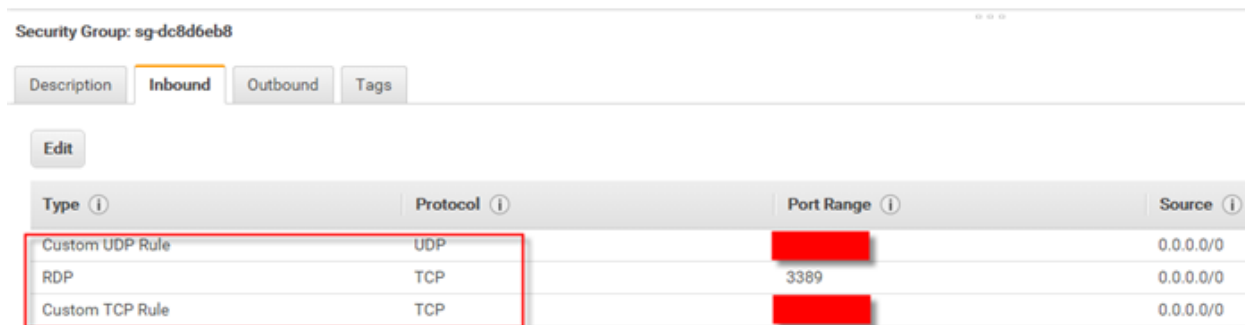 Security Group: sg-dc8d6eb8
Description Inbound Outbound Tags
Edit
Type i Protocol i Port Range i Source i
Custom UDP Rule UDP 0.0.0.0/0
RDP TCP 3389 0.0.0.0/0
Custom TCP Rule TCP 0.0.0.0/0